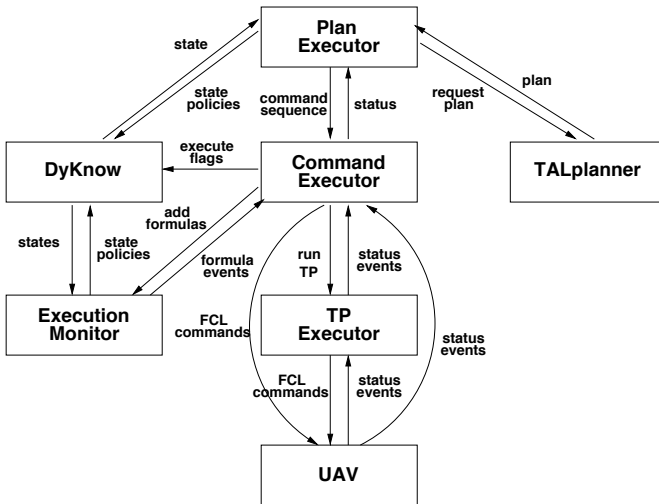 Plan
Executor
state
plan
state
policies
command
sequence
status
request
plan
execute
flags
DyKnow
Command
Executor
TALplanner
add
formulas
states
state
policies
formula
events
run
TP
status
events
Execution
Monitor
TP
Executor
FCL
commands
status
events
FCL
commands
status
events
UAV